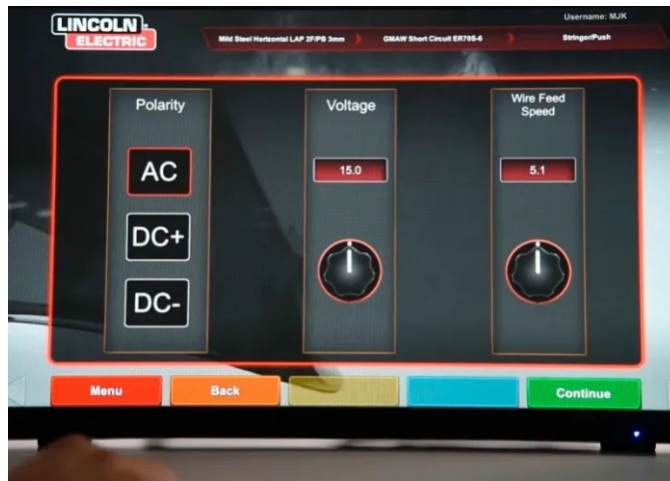 LINCOLN
ELECTRIC
Username: MJK
Mild Steel Horizontal LAP 2F/PB 3mm
GMAW Short Circuit ER70S-6
Stringer/Push
Polarity
Voltage
Wire Feed
Speed
AC
15.0
5.1
DC+
DC-
Menu
Back
Continue